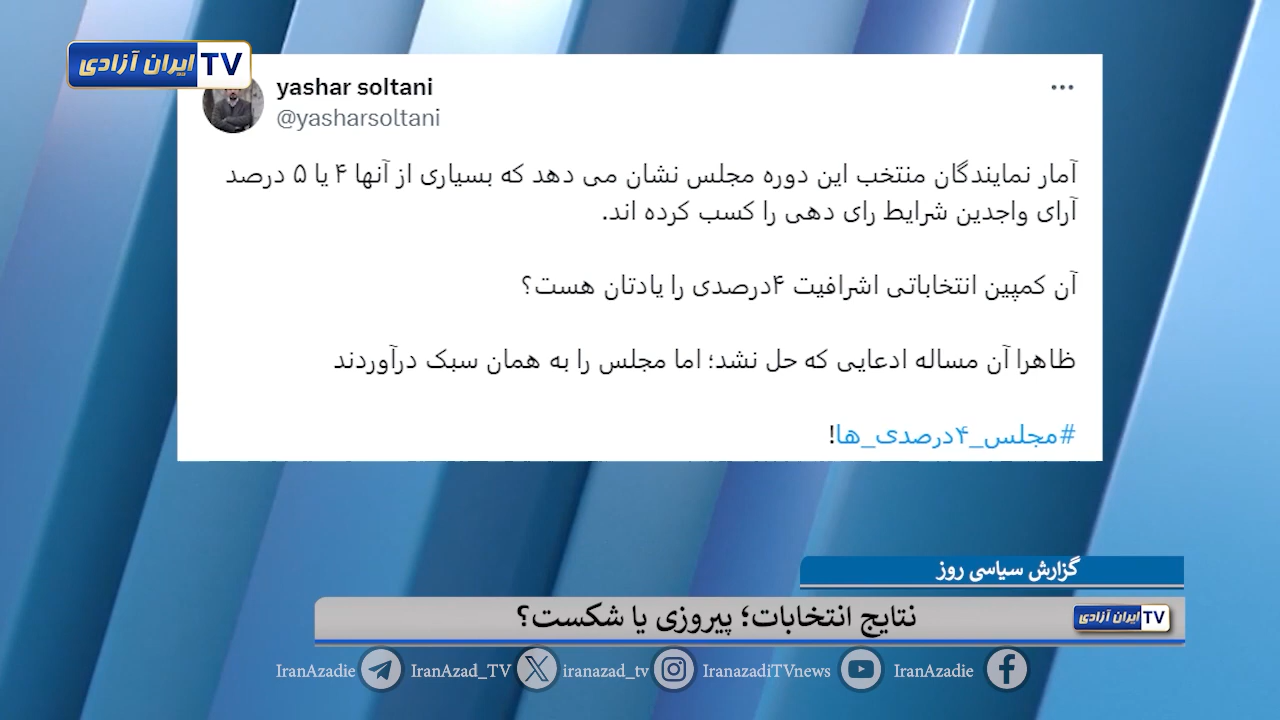 ایران آزادی TV
yashar soltani
@yasharsoltani
آمار نمایندگان منتخب این دوره مجلس نشان می دهد که بسیاری از آنها ۴ یا ۵ درصد
آرای واجدین شرایط رای دهی را کسب کرده اند.
آن کمپین انتخاباتی اشرافیت ۴درصدی را یادتان هست؟
ظاهرا آن مساله ادعایی که حل نشد؛ اما مجلس را به همان سبک درآوردند
#مجلس_۴درصدی_ها!
گزارش سیاسی روز
نتایج انتخابات؛ پیروزی یا شکست؟
ایران آزادی TV
IranAzadie IranAzad_TV iranazad_tv IranazadiTVnews IranAzadie